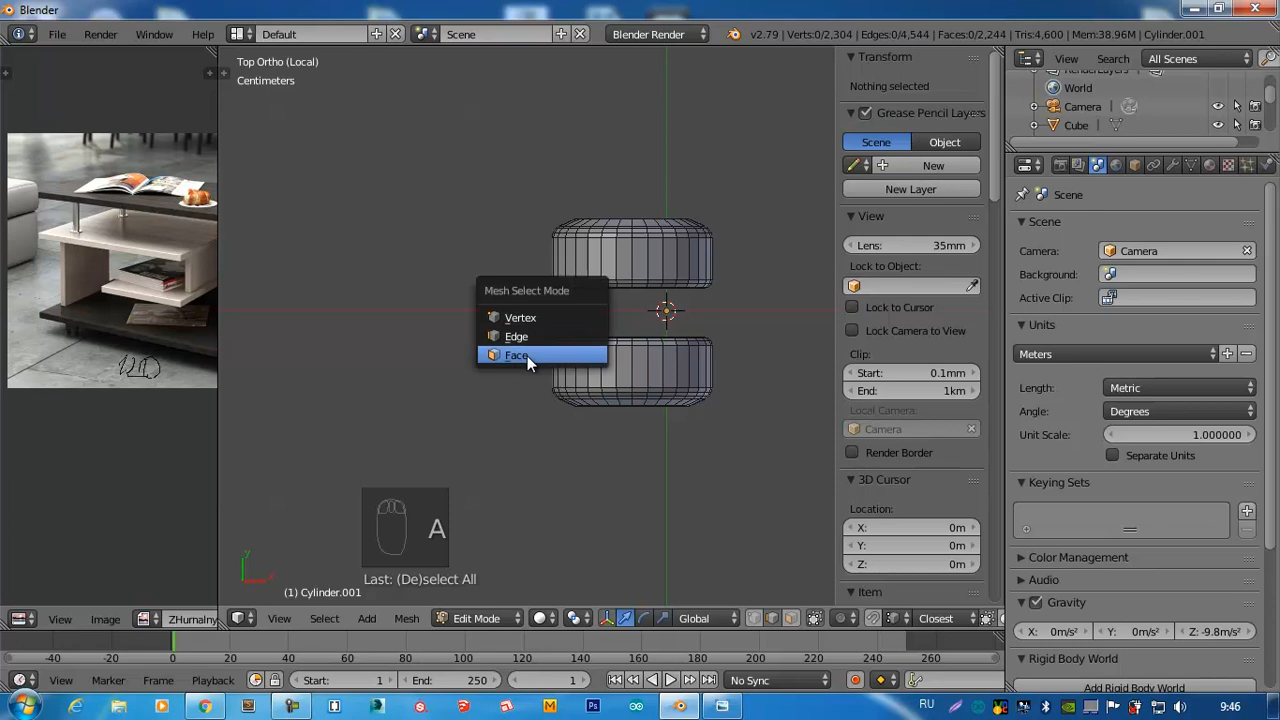 Blender
File
Render
Window
Help
Default
Scene
Blender Render
v2.79 | Verts:0/2,304 | Edges:0/4,544 | Faces:0/2,244 | Tris:4,600 | Mem:38.96M | Cylinder.001
Top Ortho (Local)
Centimeters
Mesh Select Mode
Vertex
Edge
Face
A
Last: (De)select All
(1) Cylinder.001
View
Image
ZHumalny
View
Select
Add
Mesh
Edit Mode
Global
Closest
Transform
Nothing selected
Grease Pencil Layers
Scene
Object
New
New Layer
View
Lens:
35mm
Lock to Object:
Lock to Cursor
Lock Camera to View
Clip:
Start:
0.1mm
End:
1km
Local Camera:
Camera
Render Border
3D Cursor
Location:
X:
0m
Y:
0m
Z:
0m
Item
View
Search
All Scenes
RenderLayers
World
Camera
Cube
Scene
Scene
Camera:
Camera
Background:
Active Clip:
Units
Meters
Length:
Metric
Angle:
Degrees
Unit Scale:
1.000000
Separate Units
Keying Sets
Color Management
Audio
Gravity
X: 0m/s²
Y: 0m/s²
Z: -9.8m/s²
Rigid Body World
Add Rigid Body World
-40 -20 0 20 40 60 80 100 120 140 160 180 200 220 240 260
View
Marker
Frame
Playback
Start: 1
End: 250
1
No Sync
RU
9:46